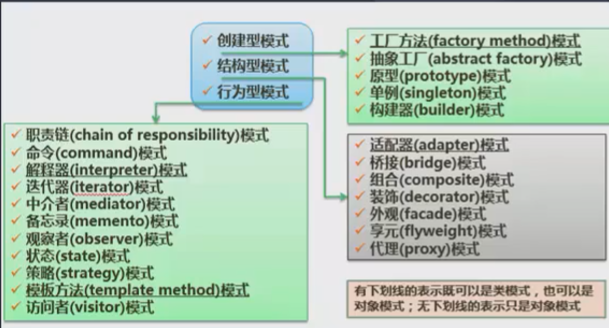 创建型模式
结构型模式
行为型模式
工厂方法(factory method)模式
抽象工厂(abstract factory)模式
原型(prototype)模式
单例(singleton)模式
构建器(builder)模式
职责链(chain of responsibility)模式
命令(command)模式
解释器(interpreter)模式
迭代器(iterator)模式
中介者(mediator)模式
备忘录(memento)模式
观察者(observer)模式
状态(state)模式
策略(strategy)模式
模板方法(template method)模式
访问者(visitor)模式
适配器(adapter)模式
桥接(bridge)模式
组合(composite)模式
装饰(decorator)模式
外观(facade)模式
享元(flyweight)模式
代理(proxy)模式
有下划线的表示既可以是类模式，也可以是
对象模式；无下划线的表示只是对象模式